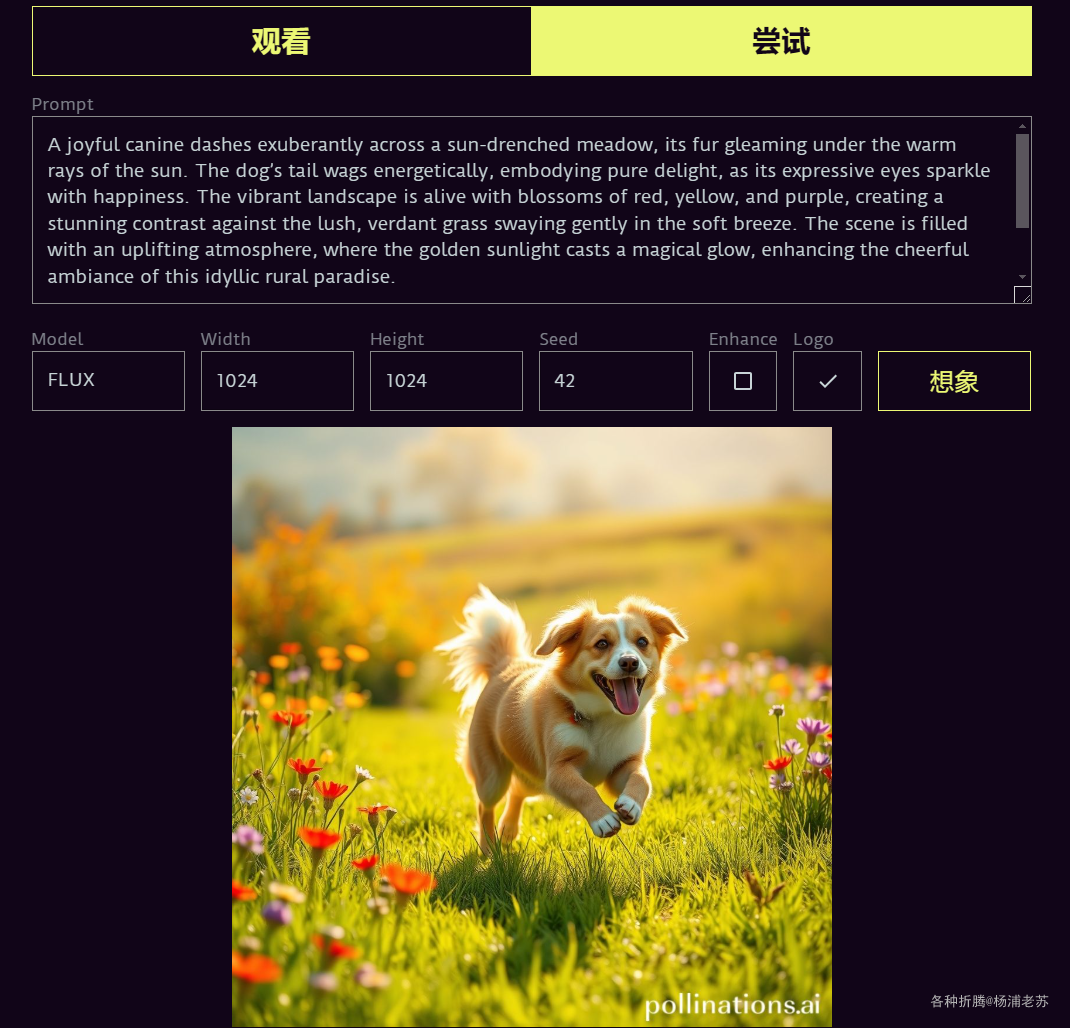 观看
尝试
Prompt
A joyful canine dashes exuberantly across a sun-drenched meadow, its fur gleaming under the warm
rays of the sun. The dog’s tail wags energetically, embodying pure delight, as its expressive eyes sparkle
with happiness. The vibrant landscape is alive with blossoms of red, yellow, and purple, creating a
stunning contrast against the lush, verdant grass swaying gently in the soft breeze. The scene is filled
with an uplifting atmosphere, where the golden sunlight casts a magical glow, enhancing the cheerful
ambiance of this idyllic rural paradise.
Model Width Height Seed Enhance Logo
FLUX 1024 1024 42 想象
pollinations.ai
各种折腾@杨浦老苏